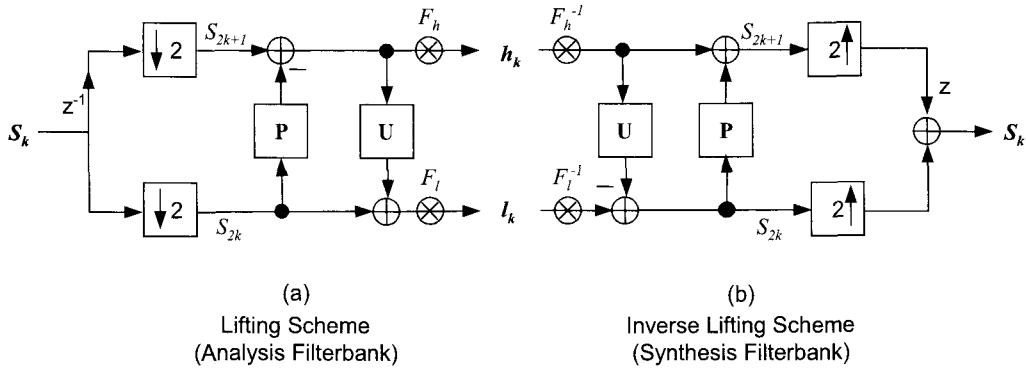 S_k
z^{-1}
↓ 2
S_{2k+1}
−
P
U
F_h
h_k
↓ 2
S_{2k}
F_l
l_k
F_h^{-1}
U
−
F_l^{-1}
P
S_{2k+1}
2↑
z
S_{2k}
2↑
S_k
(a)
Lifting Scheme
(Analysis Filterbank)
(b)
Inverse Lifting Scheme
(Synthesis Filterbank)